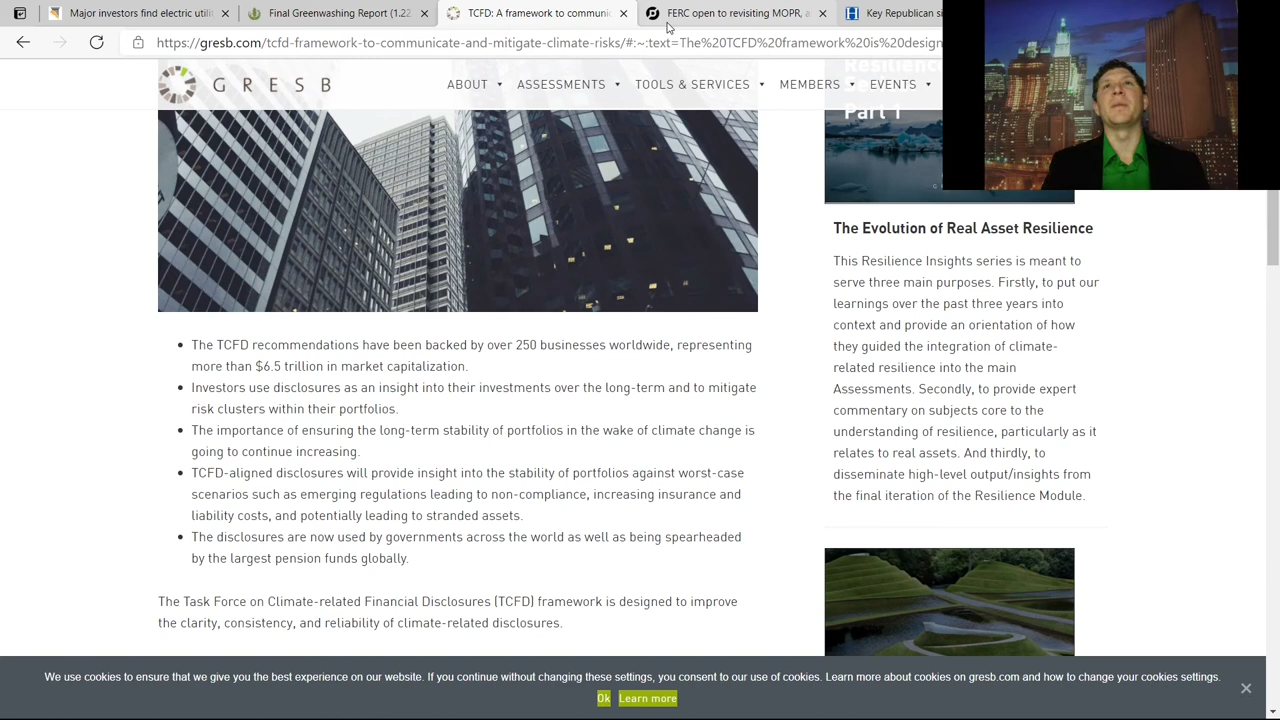 Major investors find electric utilit
Final Greenwashing Report (1.22
TCFD: A framework to communic
FERC open to revisiting MOPR, a
Key Republican si
https://gresb.com/tcfd-framework-to-communicate-and-mitigate-climate-risks/#:~:text=The%20TCFD%20framework%20is%20design
GRESB
ABOUT
ASSESSMENTS
TOOLS & SERVICES
MEMBERS
EVENTS
Part 1
The Evolution of Real Asset Resilience
This Resilience Insights series is meant to
serve three main purposes. Firstly, to put our
learnings over the past three years into
context and provide an orientation of how
they guided the integration of climate-
related resilience into the main
Assessments. Secondly, to provide expert
commentary on subjects core to the
understanding of resilience, particularly as it
relates to real assets. And thirdly, to
disseminate high-level output/insights from
the final iteration of the Resilience Module.
The TCFD recommendations have been backed by over 250 businesses worldwide, representing
more than $6.5 trillion in market capitalization.
Investors use disclosures as an insight into their investments over the long-term and to mitigate
risk clusters within their portfolios.
The importance of ensuring the long-term stability of portfolios in the wake of climate change is
going to continue increasing.
TCFD-aligned disclosures will provide insight into the stability of portfolios against worst-case
scenarios such as emerging regulations leading to non-compliance, increasing insurance and
liability costs, and potentially leading to stranded assets.
The disclosures are now used by governments across the world as well as being spearheaded
by the largest pension funds globally.
The Task Force on Climate-related Financial Disclosures (TCFD) framework is designed to improve
the clarity, consistency, and reliability of climate-related disclosures.
We use cookies to ensure that we give you the best experience on our website. If you continue without changing these settings, you consent to our use of cookies. Learn more about cookies on gresb.com and how to change your cookies settings.
Ok
Learn more